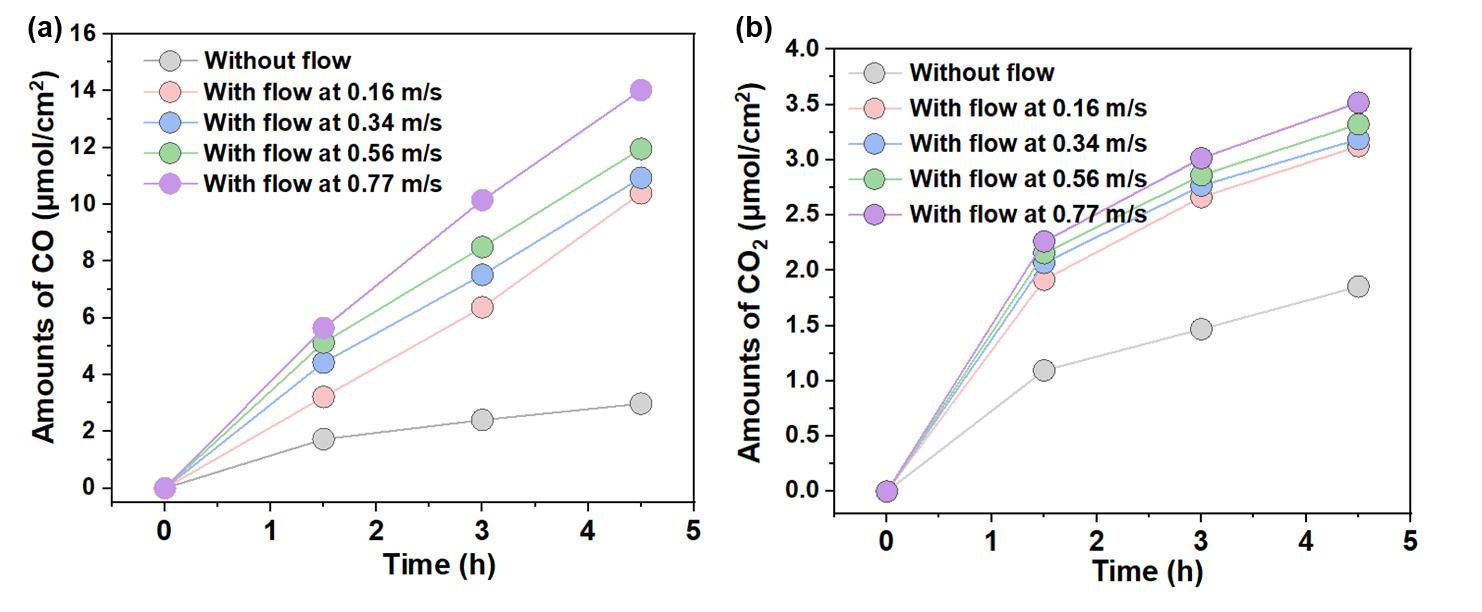 (a)
16
14
12
10
8
6
4
2
0
Amounts of CO (μmol/cm²)
Without flow
With flow at 0.16 m/s
With flow at 0.34 m/s
With flow at 0.56 m/s
With flow at 0.77 m/s
0 1 2 3 4 5
Time (h)
(b)
4.0
3.5
3.0
2.5
2.0
1.5
1.0
0.5
0.0
Amounts of CO₂ (μmol/cm²)
Without flow
With flow at 0.16 m/s
With flow at 0.34 m/s
With flow at 0.56 m/s
With flow at 0.77 m/s
0 1 2 3 4 5
Time (h)